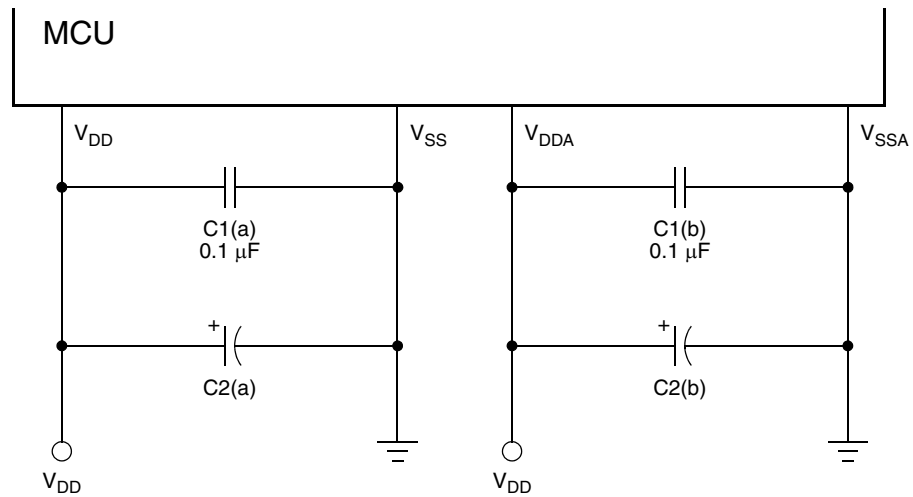 MCU
VDD VSS VDDA VSSA
C1(a) C1(b)
0.1 μF 0.1 μF
+ +
C2(a) C2(b)
VDD VDD